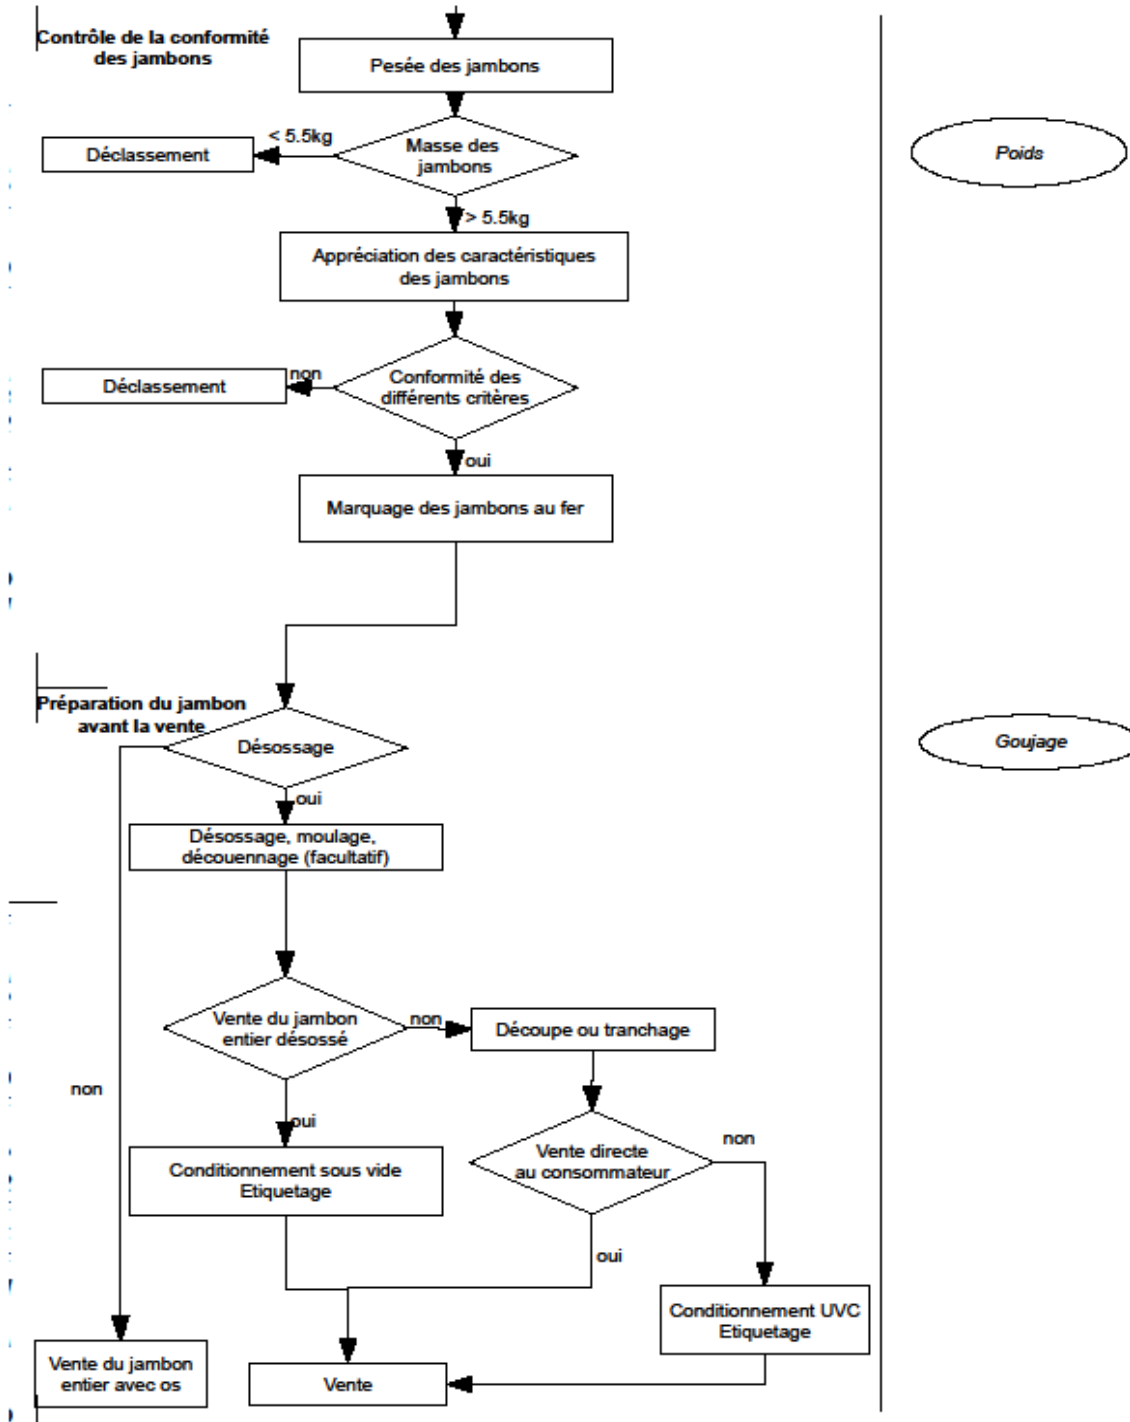 Contrôle de la conformité
des jambons
Pesée des jambons
< 5.5kg
Déclassement
Masse des
jambons
Poids
> 5.5kg
Appréciation des caractéristiques
des jambons
non
Déclassement
Conformité des
différents critères
oui
Marquage des jambons au fer
Préparation du jambon
avant la vente
Désossage
Goujage
oui
Désossage, moulage,
découennage (facultatif)
Vente du jambon
entier désossé
non
Découpe ou tranchage
non
oui
Vente directe
au consommateur
non
Conditionnement sous vide
Etiquetage
oui
Conditionnement UVC
Etiquetage
Vente du jambon
entier avec os
Vente